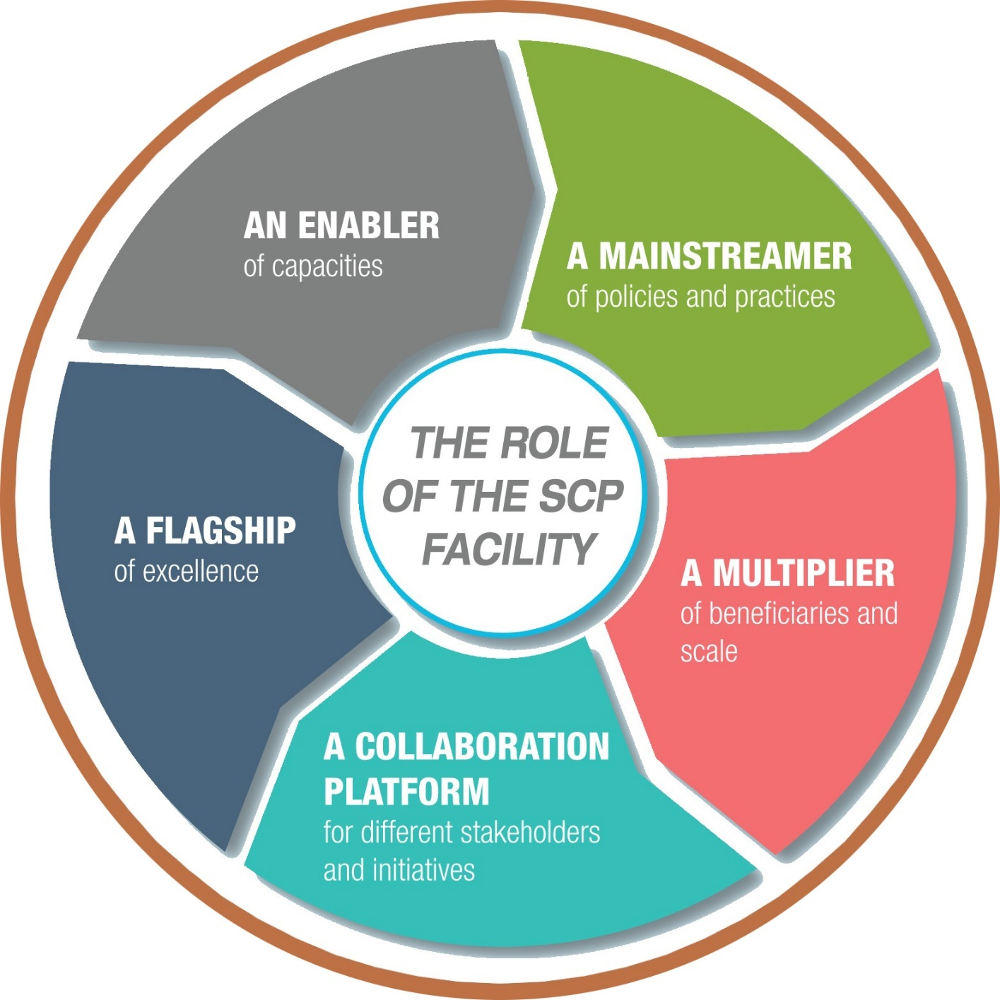 AN ENABLER
of capacities
A MAINSTREAMER
of policies and practices
THE ROLE
OF THE SCP
FACILITY
A FLAGSHIP
of excellence
A MULTIPLIER
of beneficiaries and
scale
A COLLABORATION
PLATFORM
for different stakeholders
and initiatives